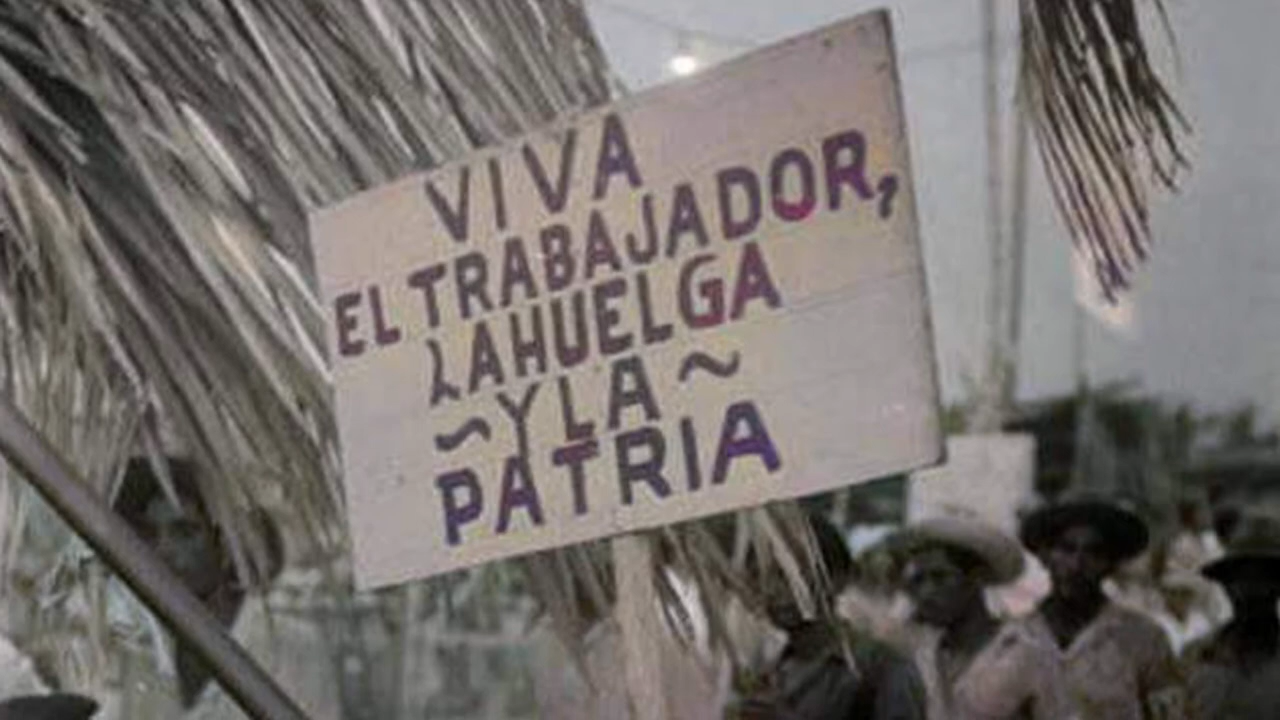 VIVA
EL TRABAJADOR,
LA HUELGA
~ Y LA ~
PATRIA